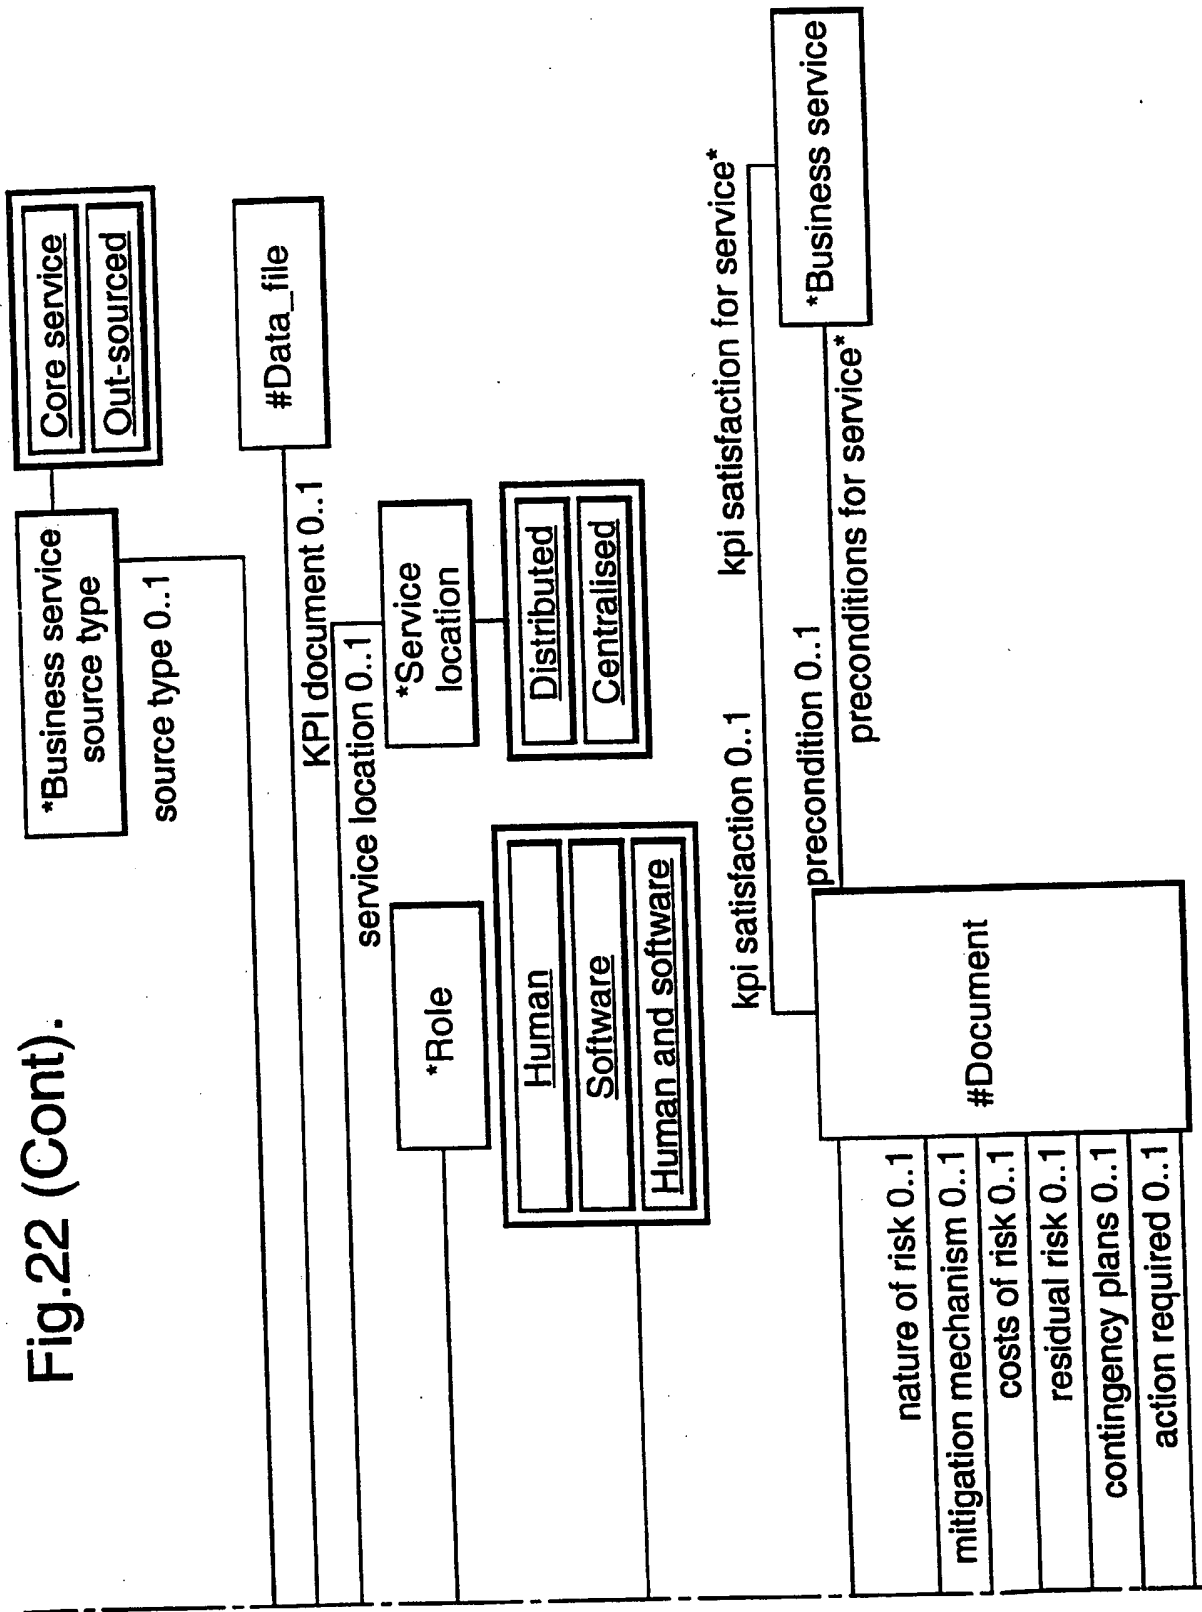 Fig.22 (Cont).
*Business service
source type
Core service
Out-sourced
source type 0..1
#Data_file
KPI document 0..1
service location 0..1
*Service
location
Distributed
Centralised
*Role
Human
Software
Human and software
kpi satisfaction 0..1
kpi satisfaction for service*
*Business service
precondition 0..1
preconditions for service*
#Document
nature of risk 0..1
mitigation mechanism 0..1
costs of risk 0..1
residual risk 0..1
contingency plans 0..1
action required 0..1